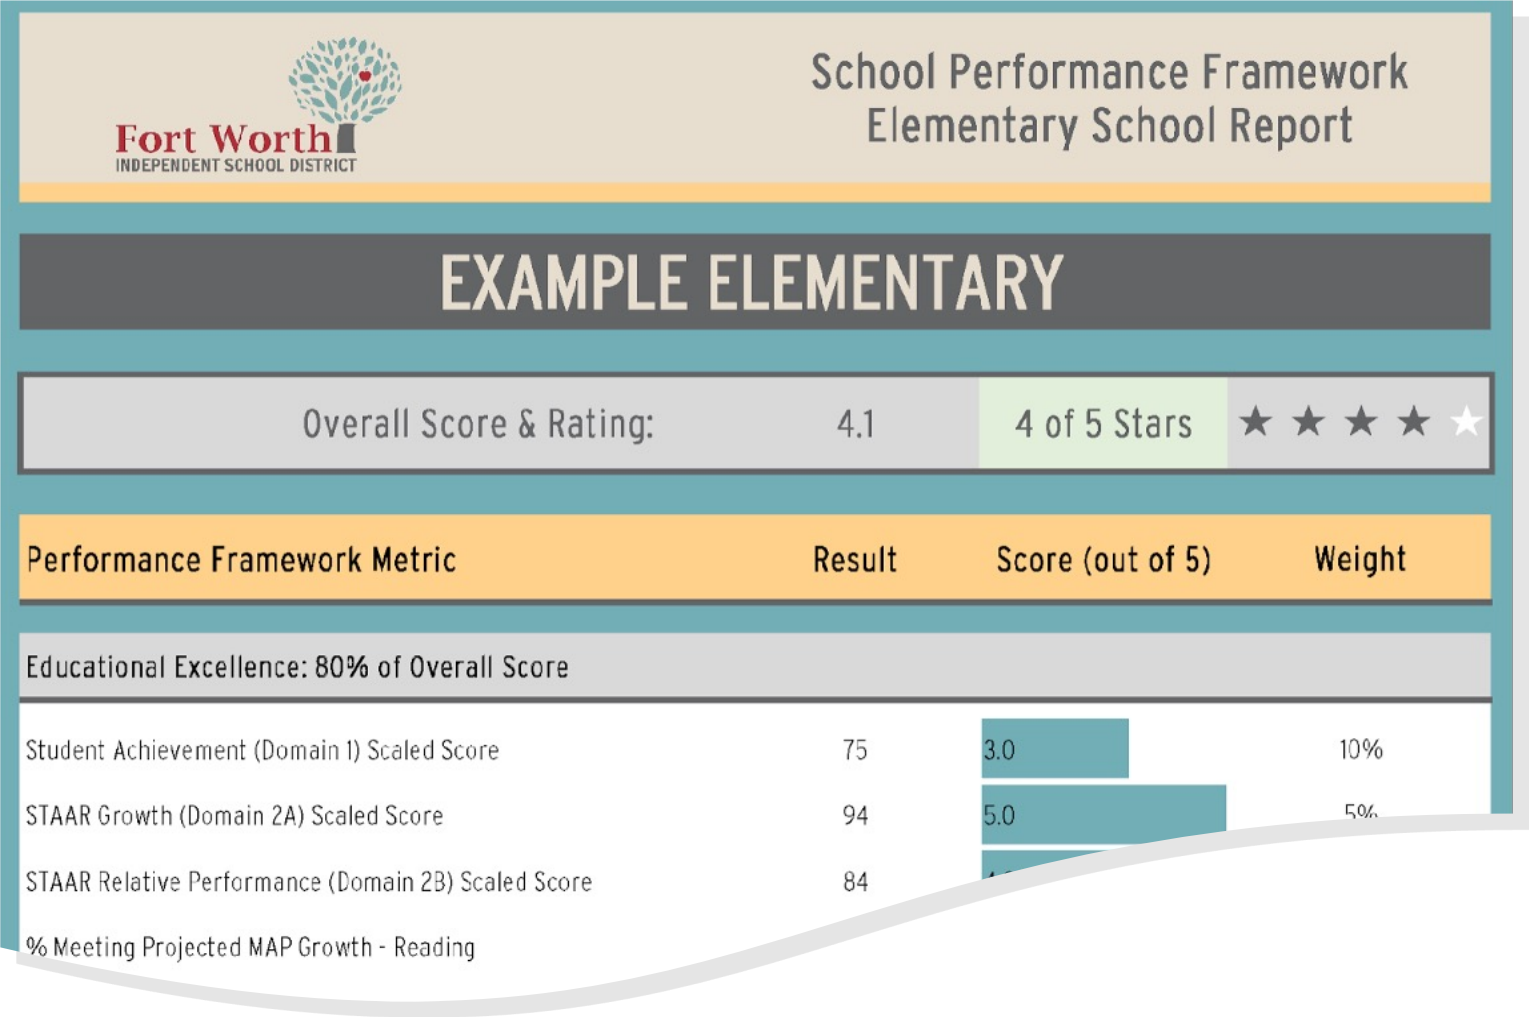 Fort Worth
INDEPENDENT SCHOOL DISTRICT
School Performance Framework
Elementary School Report
EXAMPLE ELEMENTARY
Overall Score & Rating: 4.1 4 of 5 Stars
Performance Framework Metric Result Score (out of 5) Weight
Educational Excellence: 80% of Overall Score
Student Achievement (Domain 1) Scaled Score 75 3.0 10%
STAAR Growth (Domain 2A) Scaled Score 94 5.0 5%
STAAR Relative Performance (Domain 2B) Scaled Score 84
% Meeting Projected MAP Growth - Reading